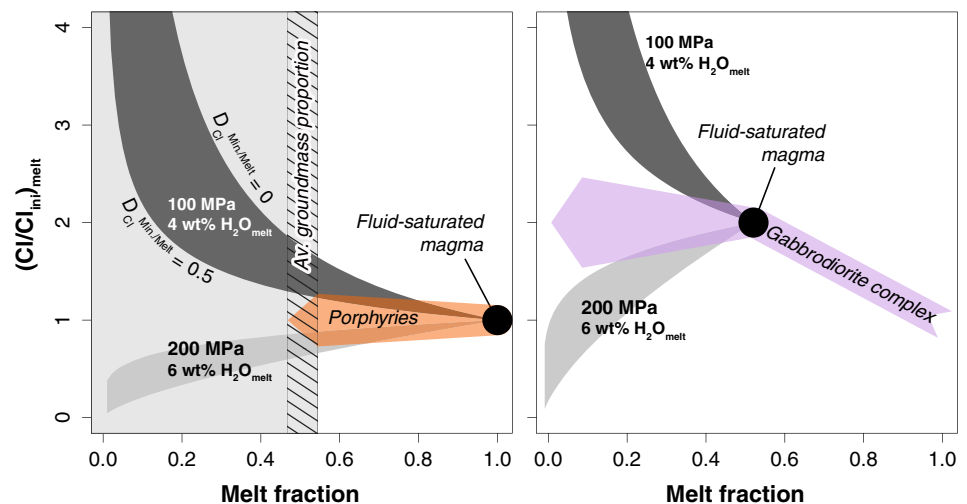 (Cl/Cl_ini)_melt
4
3
2
1
0
D_Cl^Min./Melt = 0
D_Cl^Min./Melt = 0.5
100 MPa
4 wt% H₂O_melt
Av. groundmass proportion
Fluid-saturated
magma
Porphyries
200 MPa
6 wt% H₂O_melt
0.0 0.2 0.4 0.6 0.8 1.0
Melt fraction
100 MPa
4 wt% H₂O_melt
Fluid-saturated
magma
Gabbrodiorite complex
200 MPa
6 wt% H₂O_melt
0.0 0.2 0.4 0.6 0.8 1.0
Melt fraction